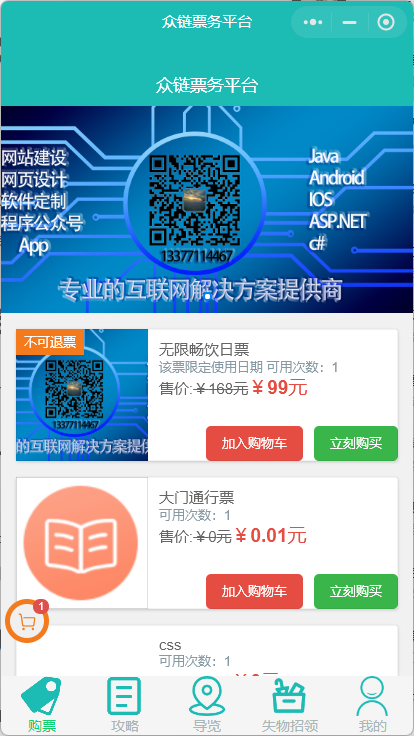 众链票务平台
众链票务平台
网站建设
网页设计
软件定制
程序公众号
App
Java
Android
IOS
ASP.NET
c#
13377114467
专业的互联网解决方案提供商
不可退票
13377114467
的互联网解决方案提供
无限畅饮日票
该票限定使用日期 可用次数：1
售价:￥168元￥99元
加入购物车 立刻购买
大门通行票
可用次数：1
售价:￥0元￥0.01元
加入购物车 立刻购买
1
css
可用次数：1
购票 攻略 导览 失物招领 我的